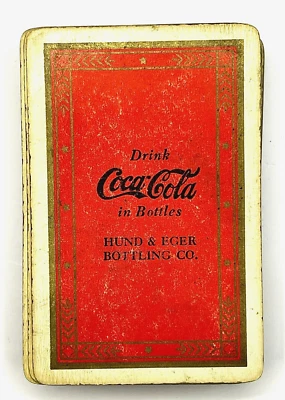 Drink
Coca-Cola
in Bottles
HUND & EGER
BOTTLING CO.